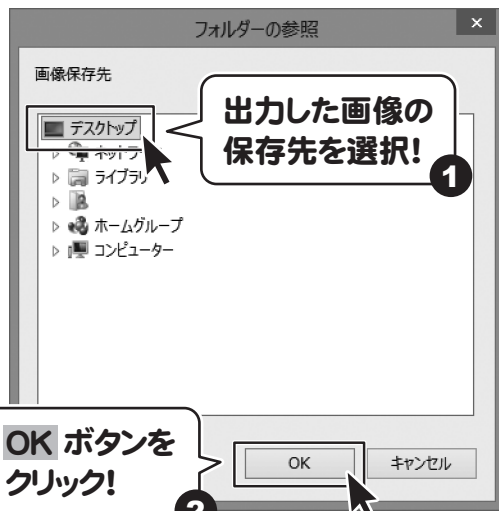 フォルダーの参照
×
画像保存先
デスクトップ
出力した画像の
保存先を選択!
1
ライブラリ
ホームグループ
コンピューター
OK ボタンを
クリック!
2
OK
キャンセル